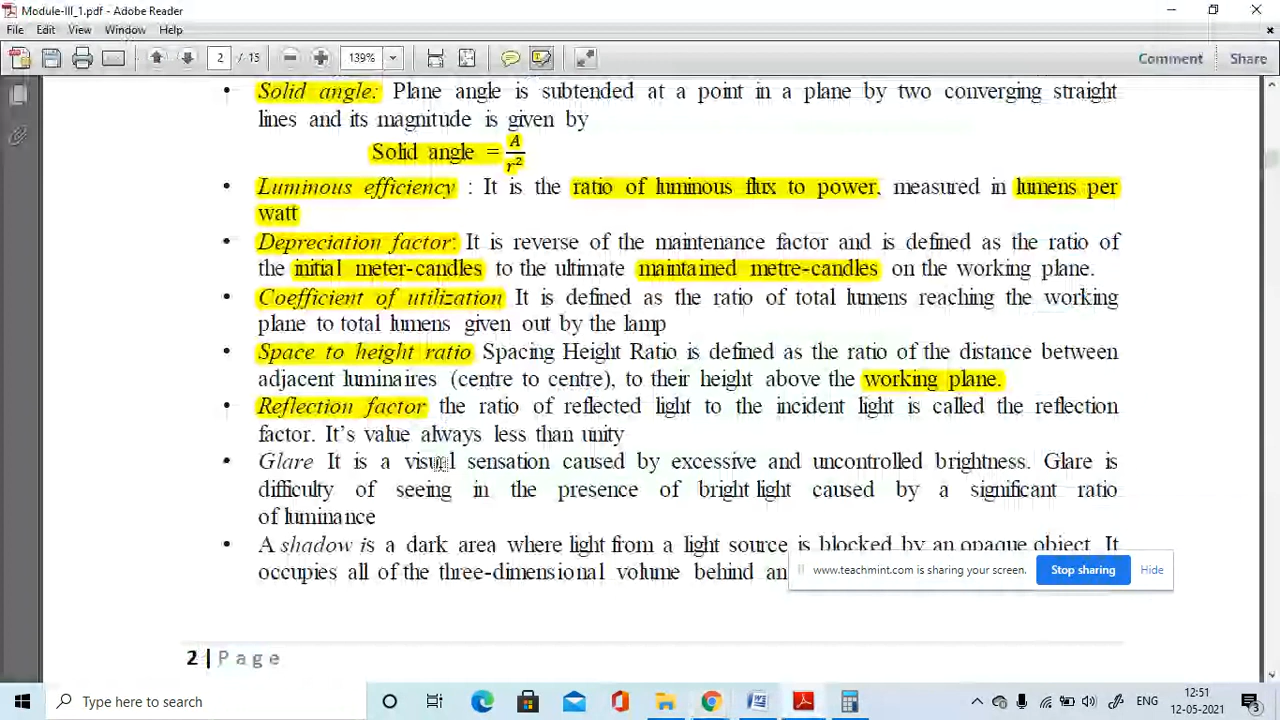 Module-III_1.pdf - Adobe Reader
File Edit View Window Help
2 / 15 139% Comment Share
• Solid angle: Plane angle is subtended at a point in a plane by two converging straight
lines and its magnitude is given by
Solid angle = A/r²
• Luminous efficiency : It is the ratio of luminous flux to power, measured in lumens per
watt
• Depreciation factor: It is reverse of the maintenance factor and is defined as the ratio of
the initial meter-candles to the ultimate maintained metre-candles on the working plane.
• Coefficient of utilization It is defined as the ratio of total lumens reaching the working
plane to total lumens given out by the lamp
• Space to height ratio Spacing Height Ratio is defined as the ratio of the distance between
adjacent luminaires (centre to centre), to their height above the working plane.
• Reflection factor the ratio of reflected light to the incident light is called the reflection
factor. It's value always less than unity
• Glare It is a visual sensation caused by excessive and uncontrolled brightness. Glare is
difficulty of seeing in the presence of bright light caused by a significant ratio
of luminance
• A shadow is a dark area where light from a light source is blocked by an opaque object. It
occupies all of the three-dimensional volume behind an
www.teachmint.com is sharing your screen. Stop sharing Hide
2 | Page
Type here to search
ENG 12:51
12-05-2021
3